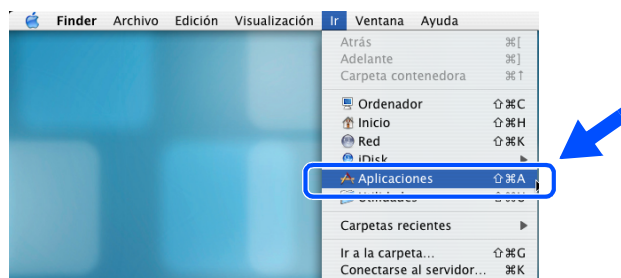 Finder Archivo Edición Visualización Ir Ventana Ayuda
Atrás ⌘[
Adelante ⌘]
Carpeta contenedora ⌘↑
Ordenador ⇧⌘C
Inicio ⇧⌘H
Red ⇧⌘K
iDisk
Aplicaciones ⇧⌘A
Utilidades ⇧⌘U
Carpetas recientes
Ir a la carpeta... ⇧⌘G
Conectarse al servidor... ⌘K